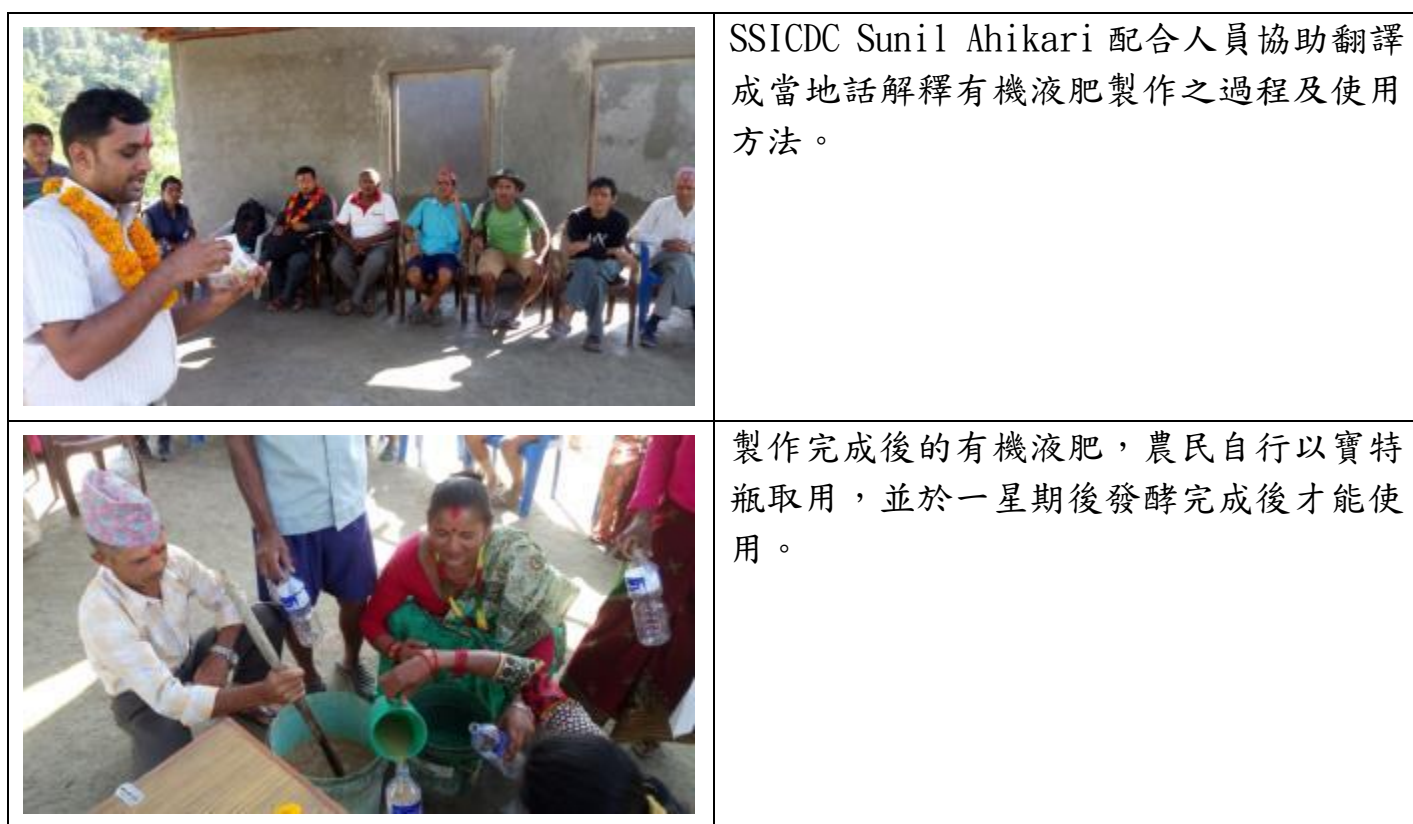 SSICDC Sunil Ahikari 配合人員協助翻譯
成當地話解釋有機液肥製作之過程及使用
方法。
製作完成後的有機液肥，農民自行以寶特
瓶取用，並於一星期後發酵完成後才能使
用。